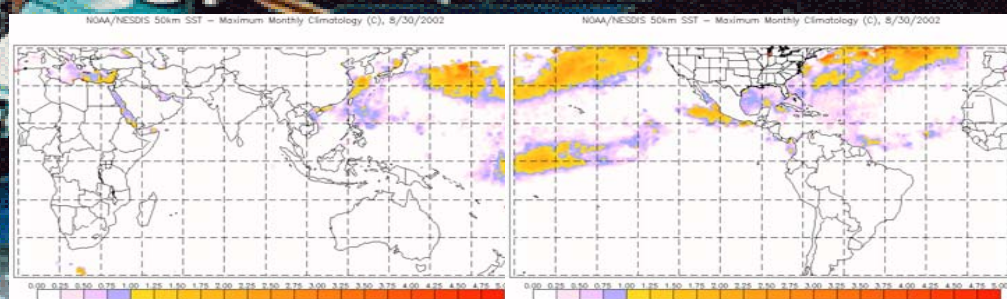 NOAA/NESDIS 50km SST – Maximum Monthly Climatology (C), 8/30/2002
NOAA/NESDIS 50km SST – Maximum Monthly Climatology (C), 8/30/2002
0.00 0.25 0.50 0.75 1.00 1.25 1.50 1.75 2.00 2.25 2.50 2.75 3.00 3.25 3.50 3.75 4.00 4.25 4.50 4.75
0.00 0.25 0.50 0.75 1.00 1.25 1.50 1.75 2.00 2.25 2.50 2.75 3.00 3.25 3.50 3.75 4.00 4.25 4.50 4.75